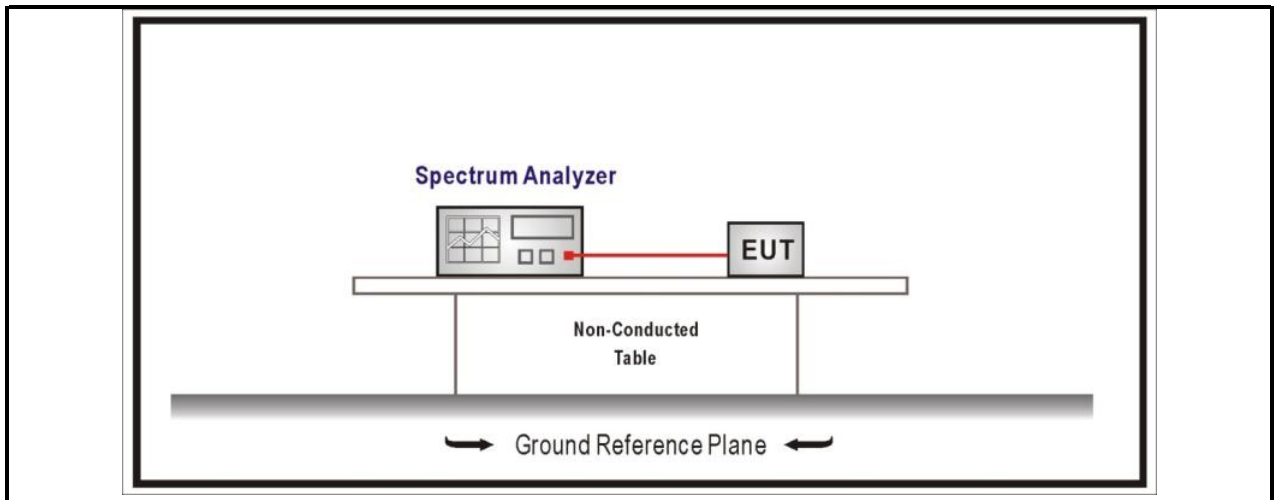 Spectrum Analyzer
EUT
Non-Conducted
Table
Ground Reference Plane